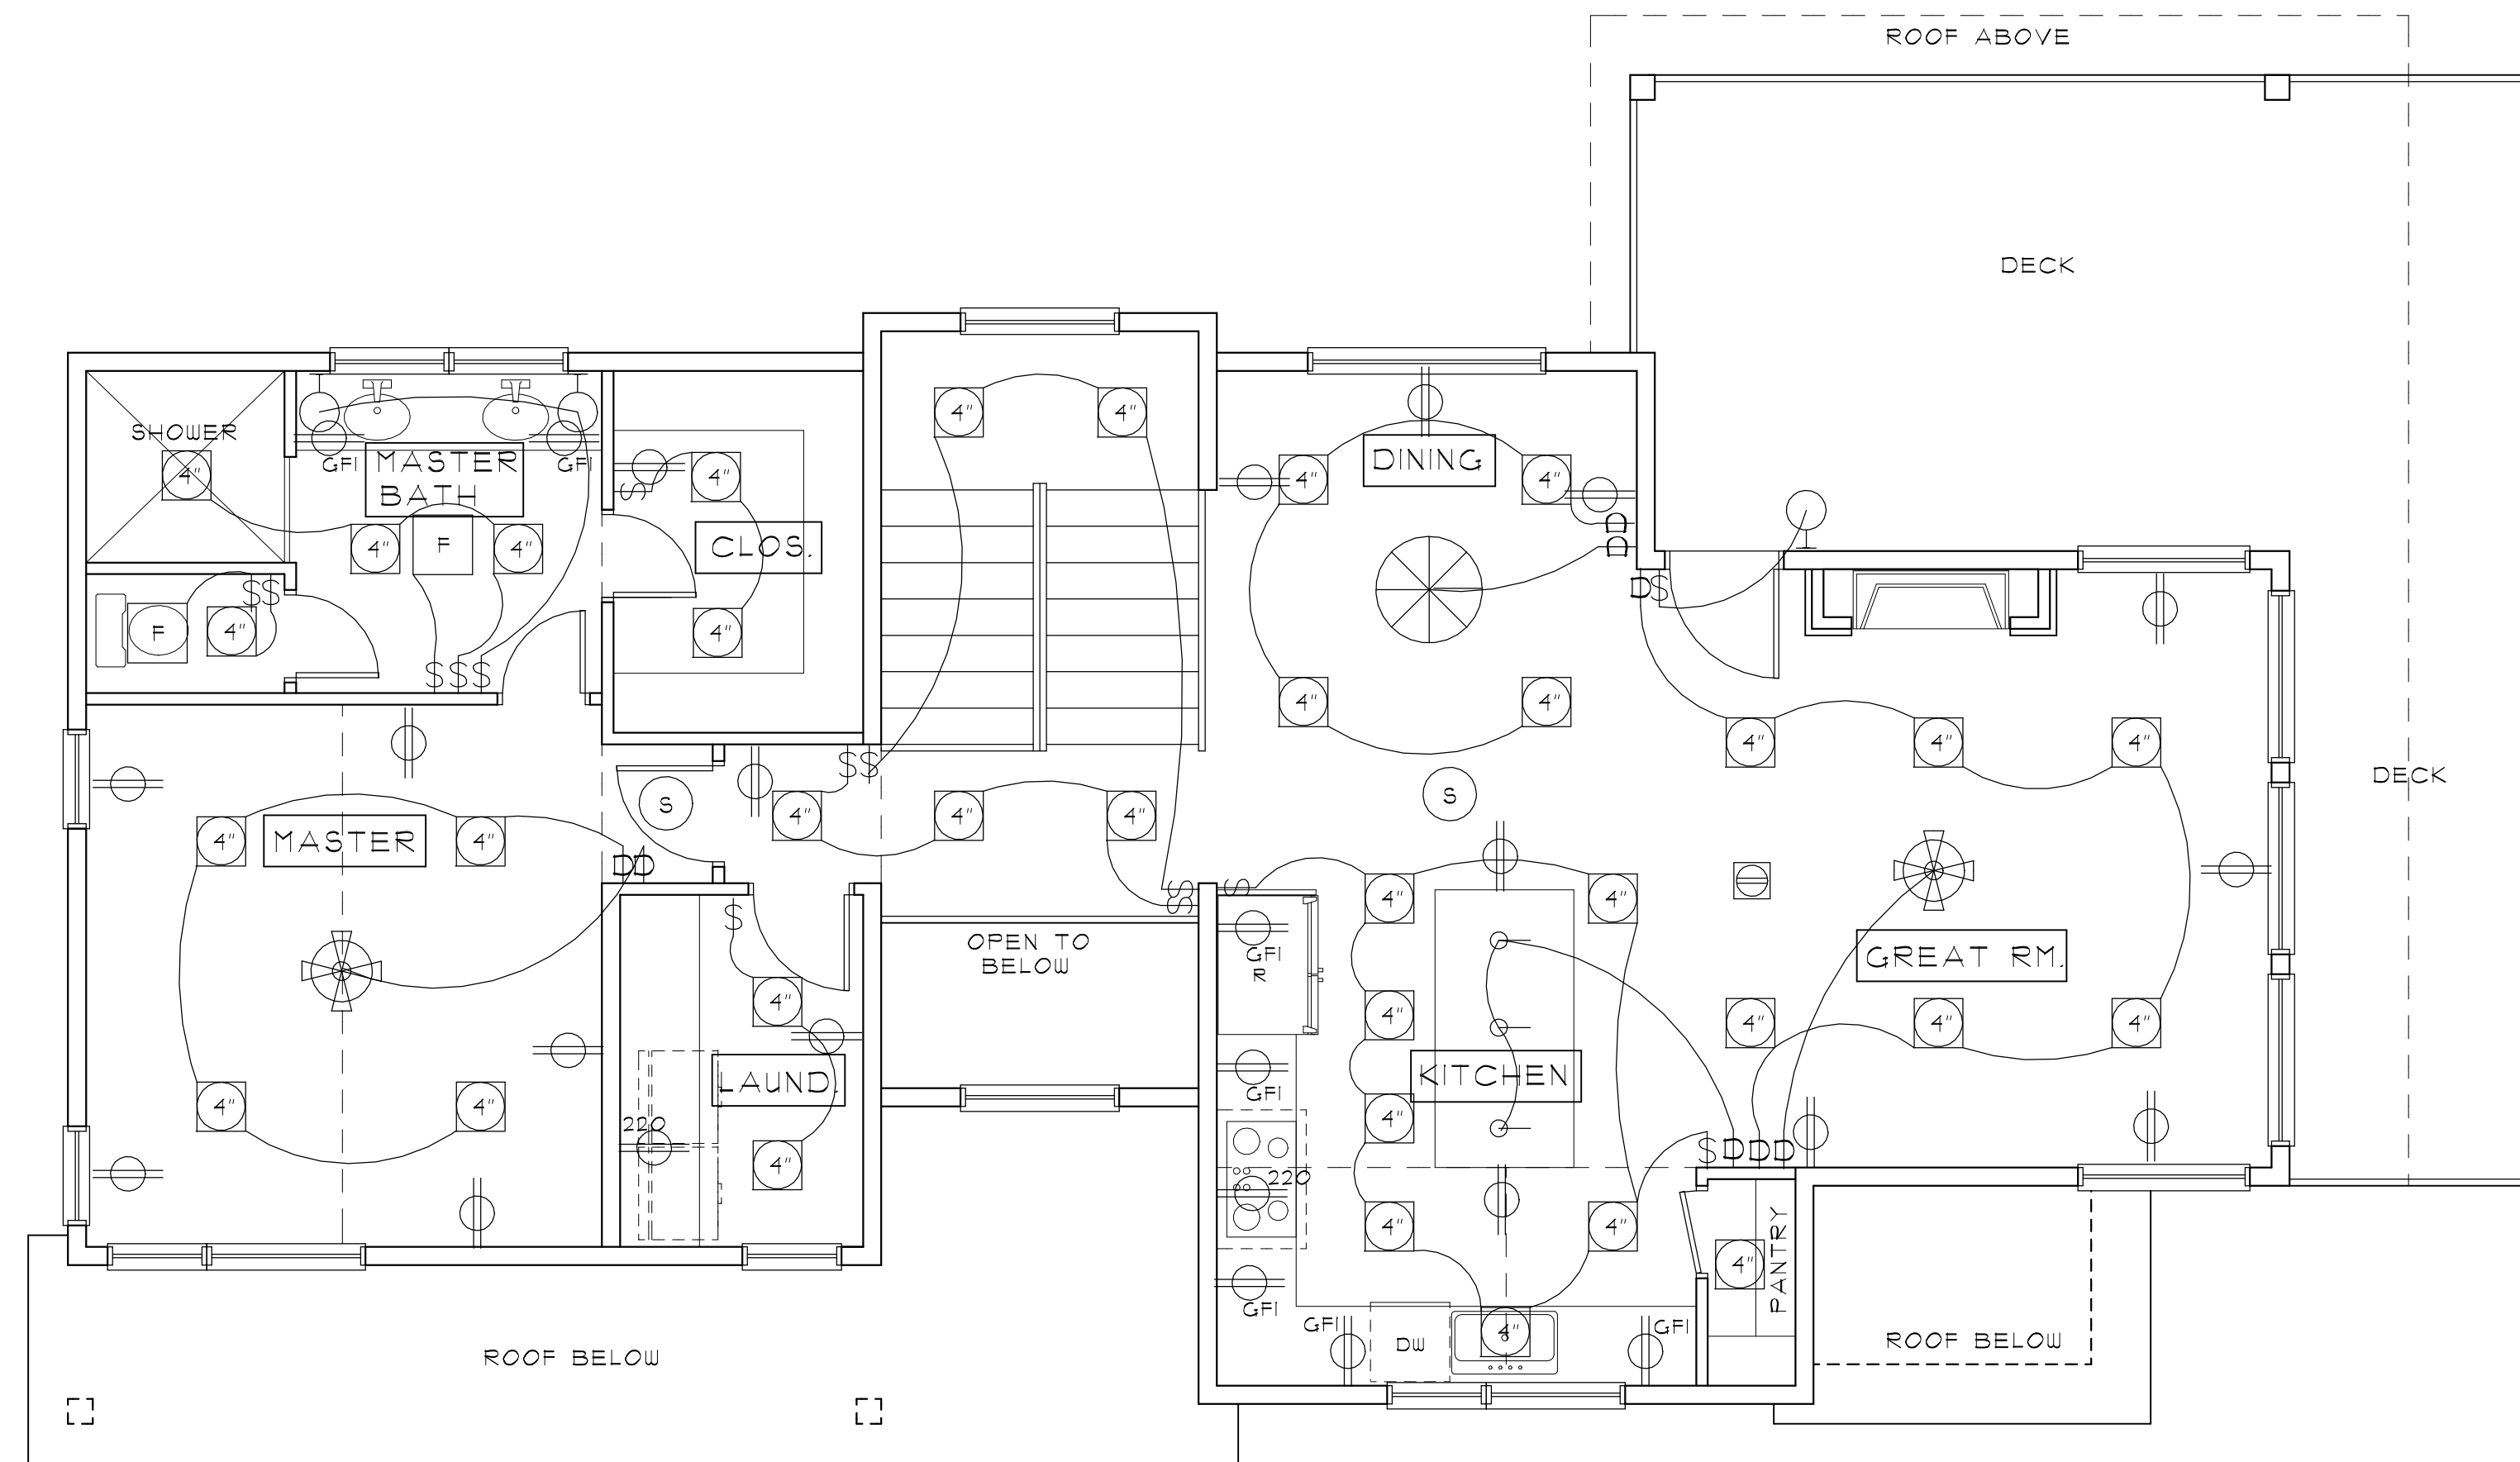 ROOF ABOVE
DECK
SHOWER
4"
GFI
MASTER
BATH
GFI
4"
F
4"
F
4"
S S
S S S
S
4"
CLOS.
4"
4"
4"
DINING
4"
4"
D
D
D S
4"
4"
4"
4"
4"
DECK
S S
S
4"
4"
4"
S
MASTER
4"
4"
D D
S
S
S
S
4"
4"
GREAT RM.
OPEN TO
BELOW
GFI
R
4"
4"
4"
4"
4"
KITCHEN
GFI
4"
LAUND.
220
4"
4"
4"
S D D D
220
4"
4"
4"
PANTRY
GFI
GFI
DW
4"
GFI
ROOF BELOW
ROOF BELOW